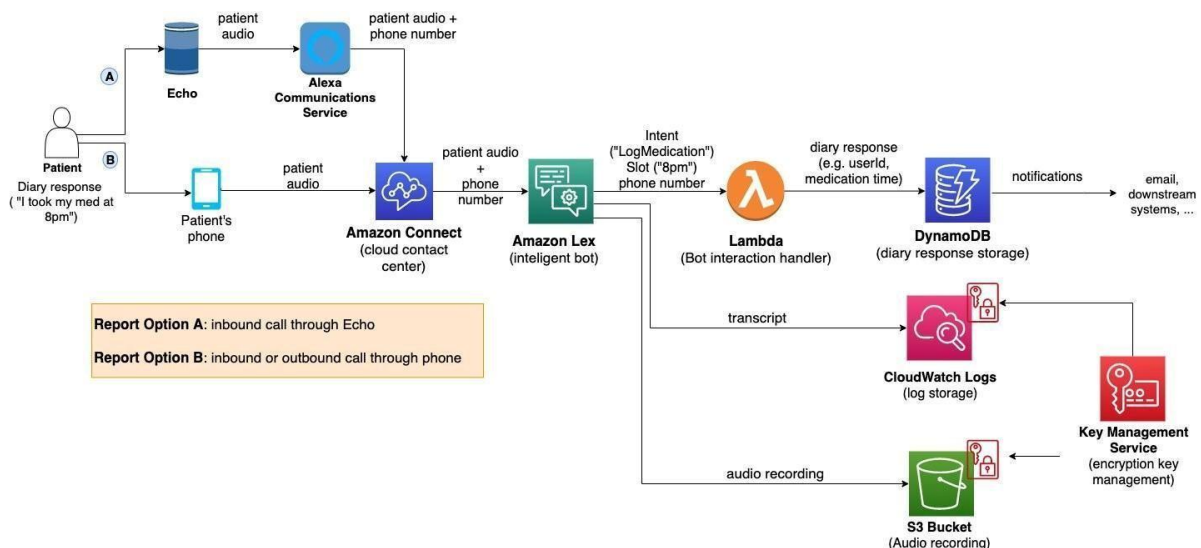 patient
audio
patient audio +
phone number
A
Echo
Alexa
Communications
Service
B
Patient
Diary response
( "I took my med at
8pm")
Patient's
phone
patient
audio
Amazon Connect
(cloud contact
center)
patient audio
+
phone
number
Amazon Lex
(inteligent bot)
Intent
("LogMedication")
Slot ("8pm")
phone number
Lambda
(Bot interaction handler)
diary response
(e.g. userId,
medication time)
DynamoDB
(diary response storage)
notifications
email,
downstream
systems, ...
Report Option A: inbound call through Echo
Report Option B: inbound or outbound call through phone
transcript
CloudWatch Logs
(log storage)
Key Management
Service
(encryption key
management)
audio recording
S3 Bucket
(Audio recording)